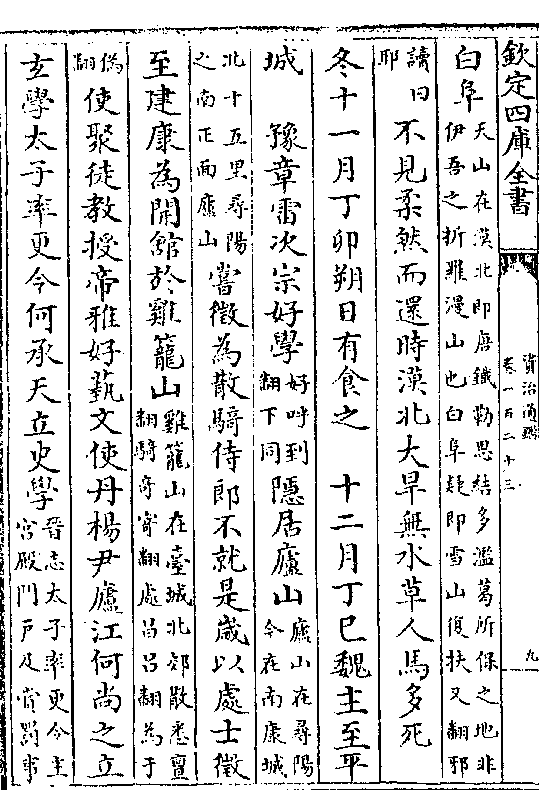 欽定四庫全書
資治通鑑
卷一百二十三
九
白阜天山在漠北即唐鐵勒思結多濫葛所保之地非
伊吾之折羅漫山也白阜疑即雪山復扶又翻邪
讀曰
耶不見柔然而還時漠北大旱無水草人馬多死
冬十一月丁卯朔日有食之 十二月丁巳魏主至平
城 豫章雷次宗好學好呼到
翻下同隱居廬山廬山在尋陽
今在南康城
北十五里尋陽
之南正面廬山嘗徵為散騎侍郎不就是歲以處士徵
至建康為開館於雞籠山雞籠山在臺城北郊散悉亶
翻騎奇寄翻處昌呂翻為于
偽
翻使聚徒教授帝雅好藝文使丹楊尹廬江何尚之立
玄學太子率更令何承天立史學晉志太子率更令主
宮殿門戶及賞罰事